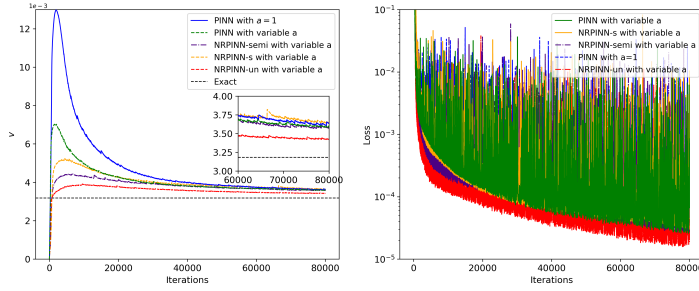 1e−3
PINN with a = 1
PINN with variable a
NRPINN-semi with variable a
NRPINN-s with variable a
NRPINN-un with variable a
Exact
12
10
8
6
4
2
0
v
4.00
3.75
3.50
3.25
3.00
60000 70000 80000
0 20000 40000 60000 80000
Iterations
PINN with variable a
NRPINN-s with variable a
NRPINN-semi with variable a
PINN with a=1
NRPINN-un with variable a
10−1
10−2
10−3
10−4
10−5
Loss
0 20000 40000 60000 80000
Iterations